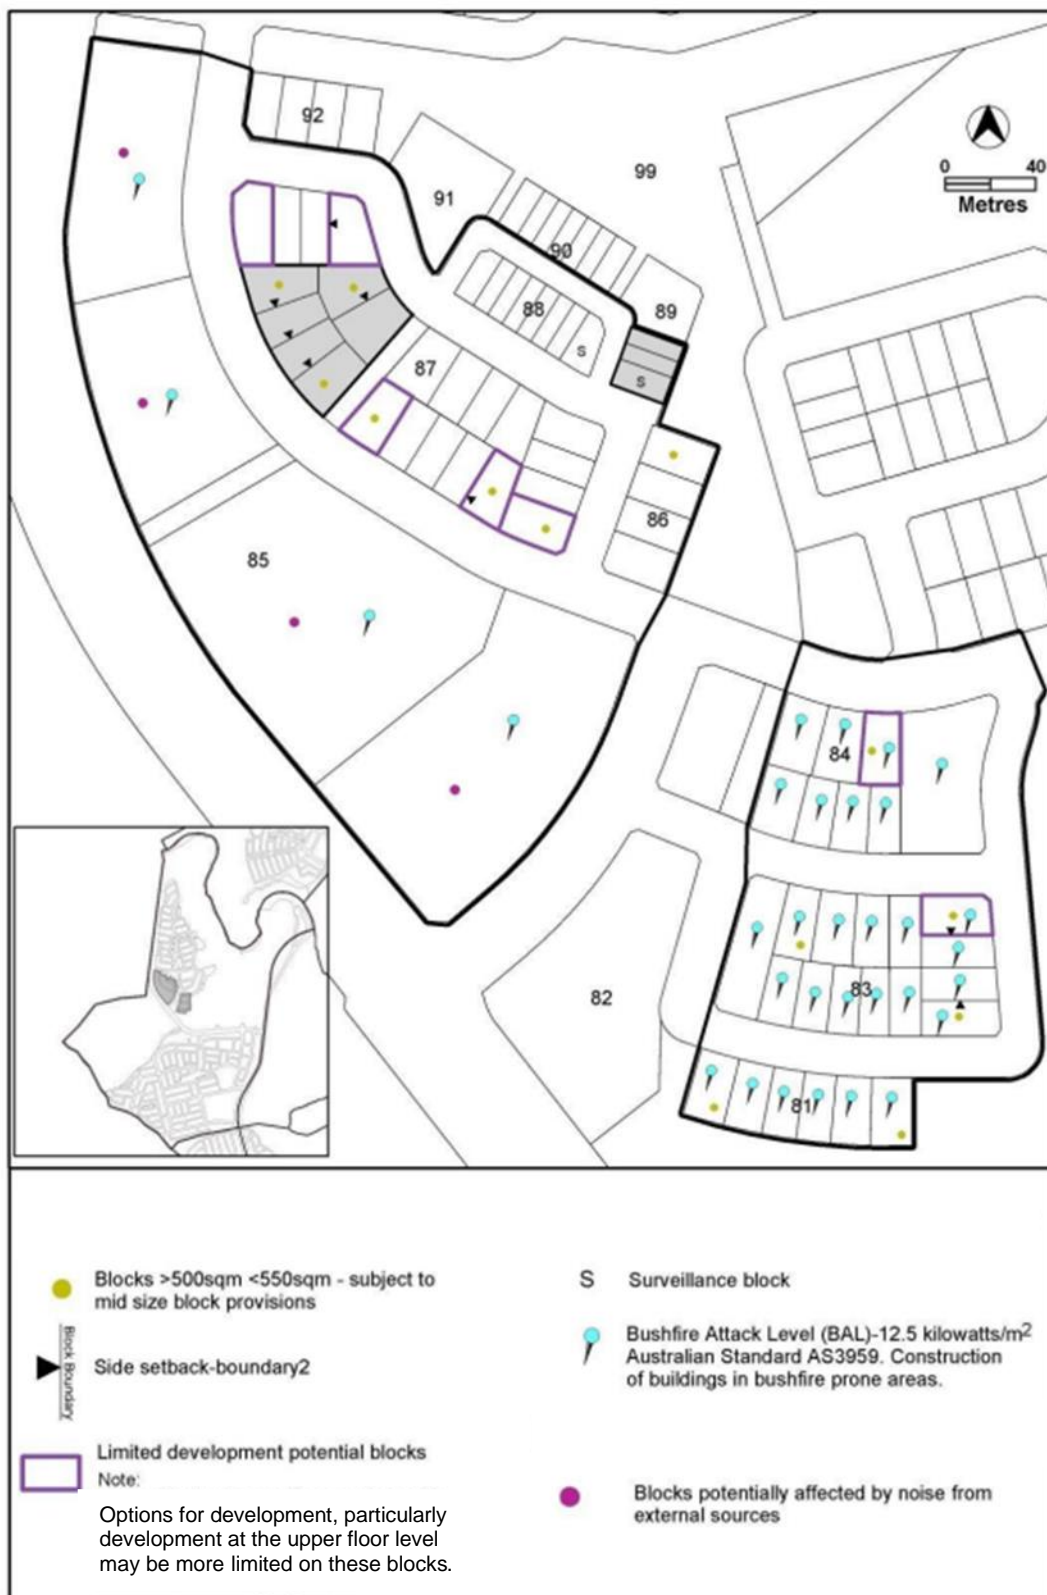 92
99
0 40
Metres
91
90
88
89
S
S
87
86
85
84
83
82
81
Blocks >500sqm <550sqm - subject to
mid size block provisions
Block Boundary
Side setback-boundary2
Limited development potential blocks
Note:
Options for development, particularly
development at the upper floor level
may be more limited on these blocks.
S Surveillance block
Bushfire Attack Level (BAL)-12.5 kilowatts/m2
Australian Standard AS3959. Construction
of buildings in bushfire prone areas.
Blocks potentially affected by noise from
external sources